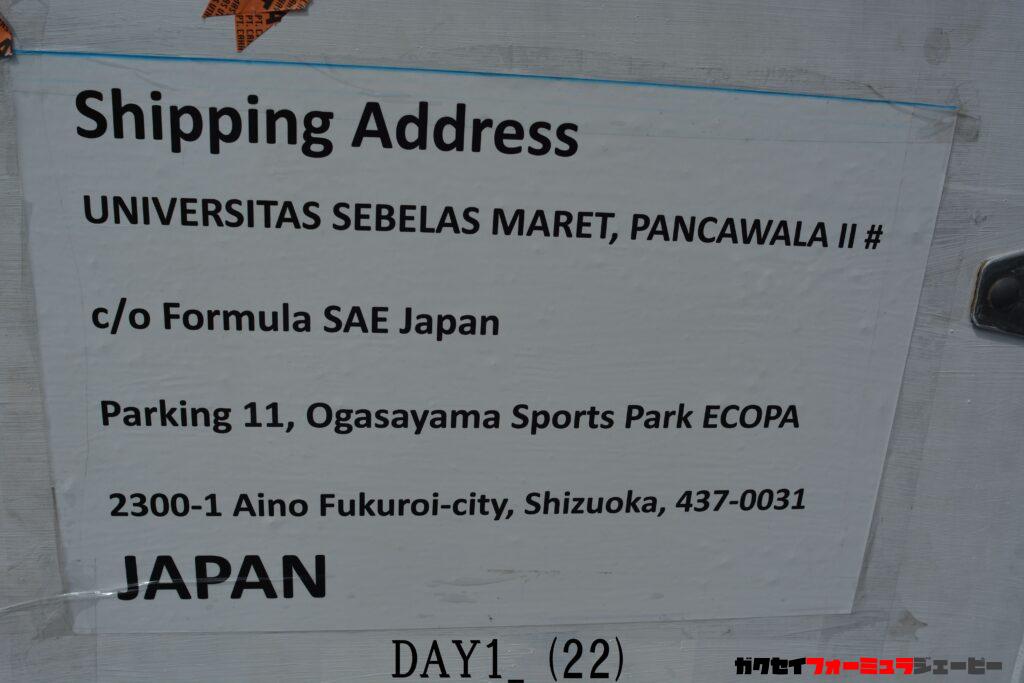 Shipping Address
UNIVERSITAS SEBELAS MARET, PANCAWALA II #
c/o Formula SAE Japan
Parking 11, Ogasayama Sports Park ECOPA
2300-1 Aino Fukuroi-city, Shizuoka, 437-0031
JAPAN
DAY1_(22)
ガクセイフォーミュラジェーピー